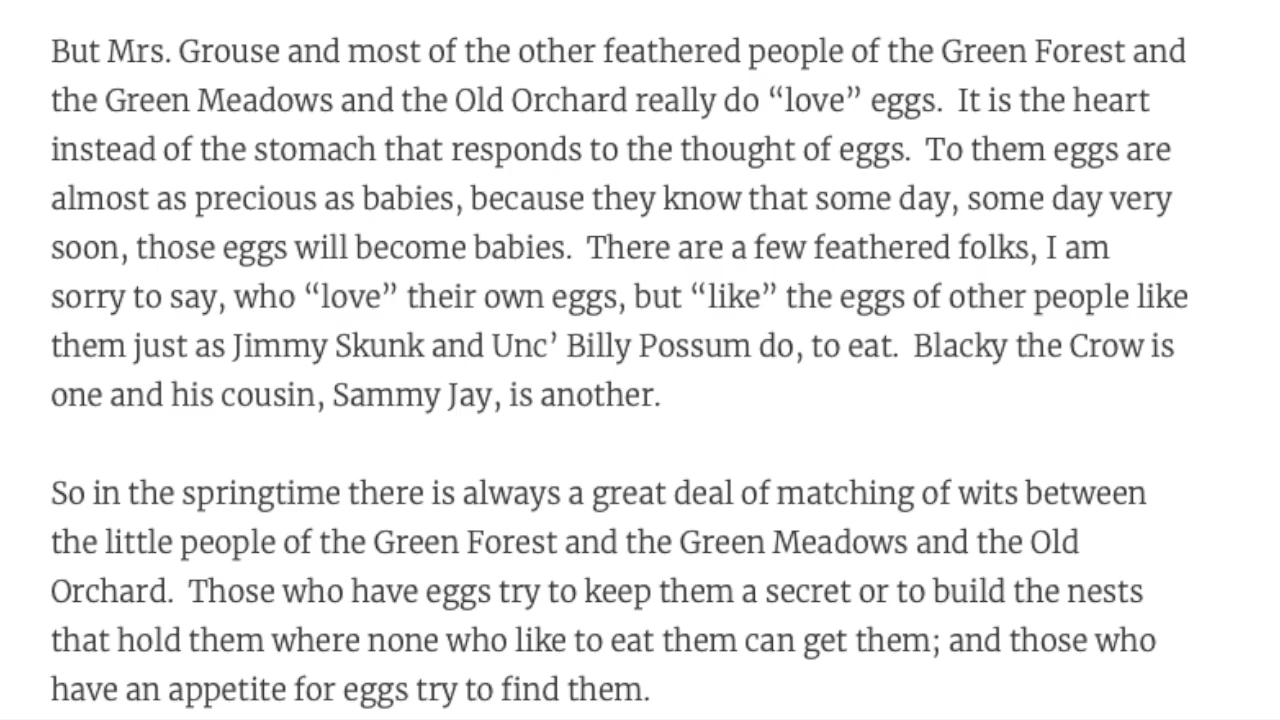 But Mrs. Grouse and most of the other feathered people of the Green Forest and
the Green Meadows and the Old Orchard really do “love” eggs.  It is the heart
instead of the stomach that responds to the thought of eggs.  To them eggs are
almost as precious as babies, because they know that some day, some day very
soon, those eggs will become babies.  There are a few feathered folks, I am
sorry to say, who “love” their own eggs, but “like” the eggs of other people like
them just as Jimmy Skunk and Unc’ Billy Possum do, to eat.  Blacky the Crow is
one and his cousin, Sammy Jay, is another.

So in the springtime there is always a great deal of matching of wits between
the little people of the Green Forest and the Green Meadows and the Old
Orchard.  Those who have eggs try to keep them a secret or to build the nests
that hold them where none who like to eat them can get them; and those who
have an appetite for eggs try to find them.